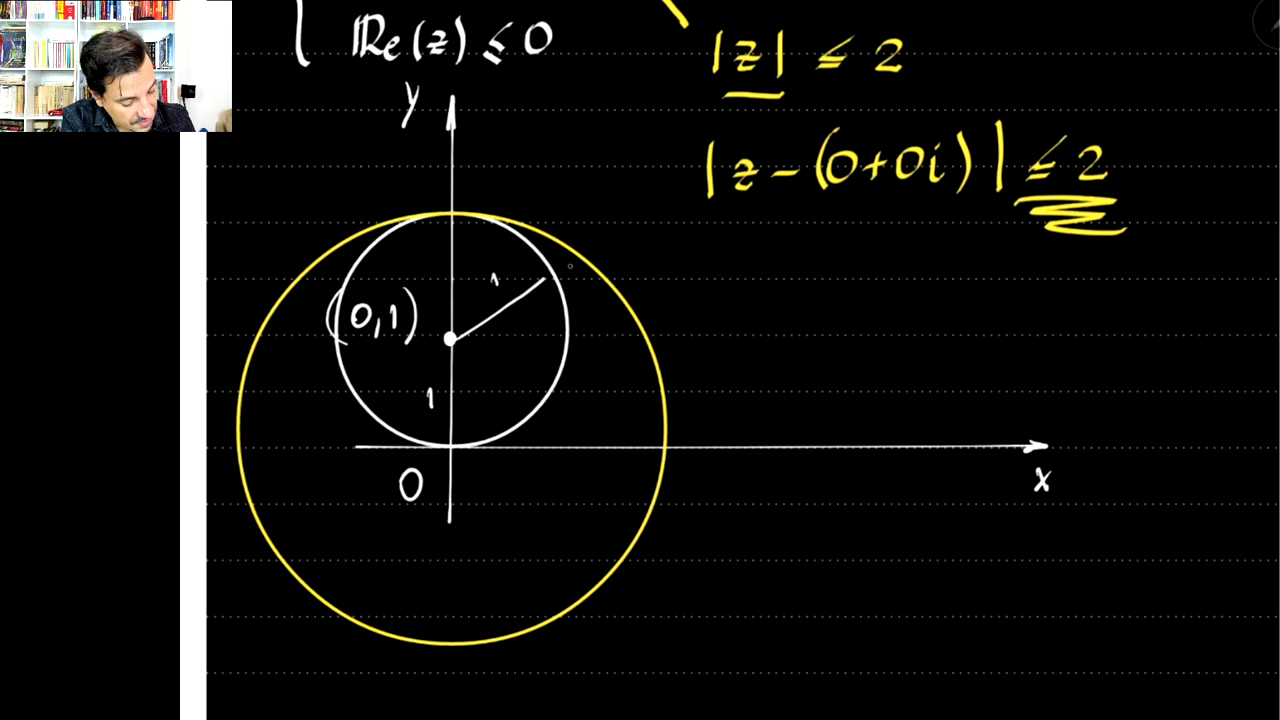 ℝe(z) ≤ 0
|z| ≤ 2
|z-(0+0i)| ≤ 2
y
1
(0,1)
1
0
x